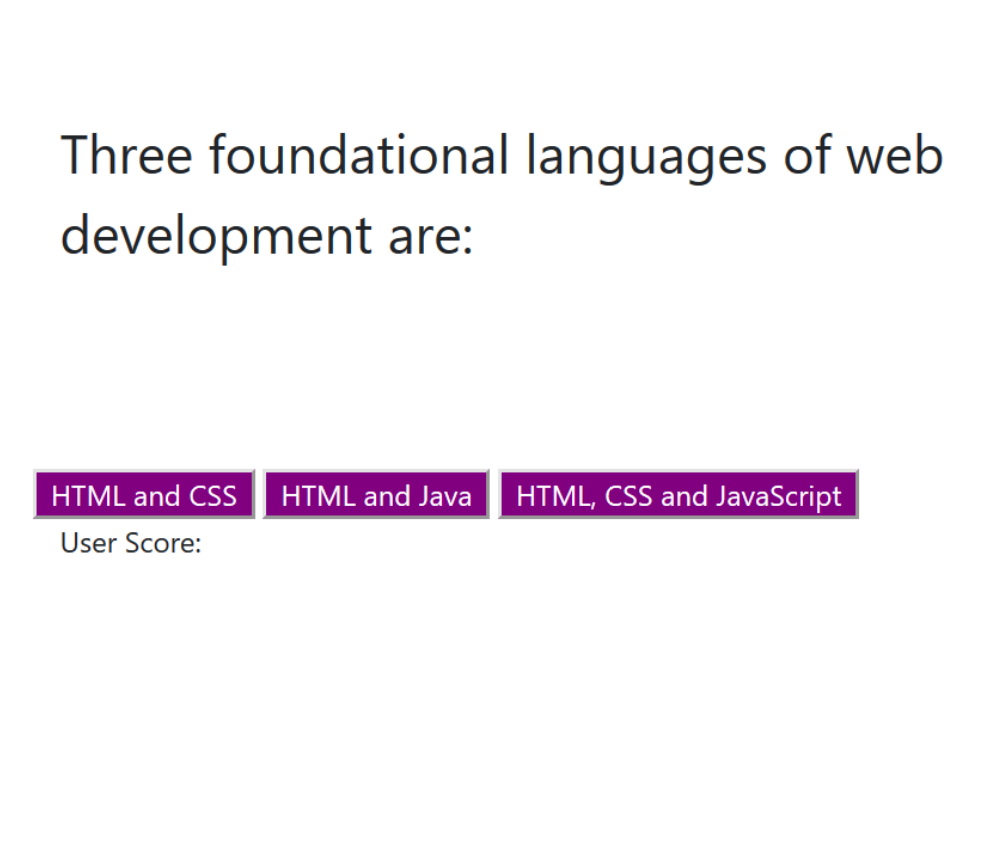 Three foundational languages of web
development are:
HTML and CSS HTML and Java HTML, CSS and JavaScript
User Score: